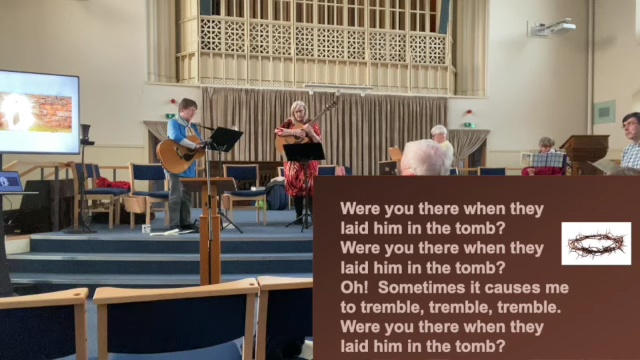 Were you there when they
laid him in the tomb?
Were you there when they
laid him in the tomb?
Oh!  Sometimes it causes me
to tremble, tremble, tremble.
Were you there when they
laid him in the tomb?